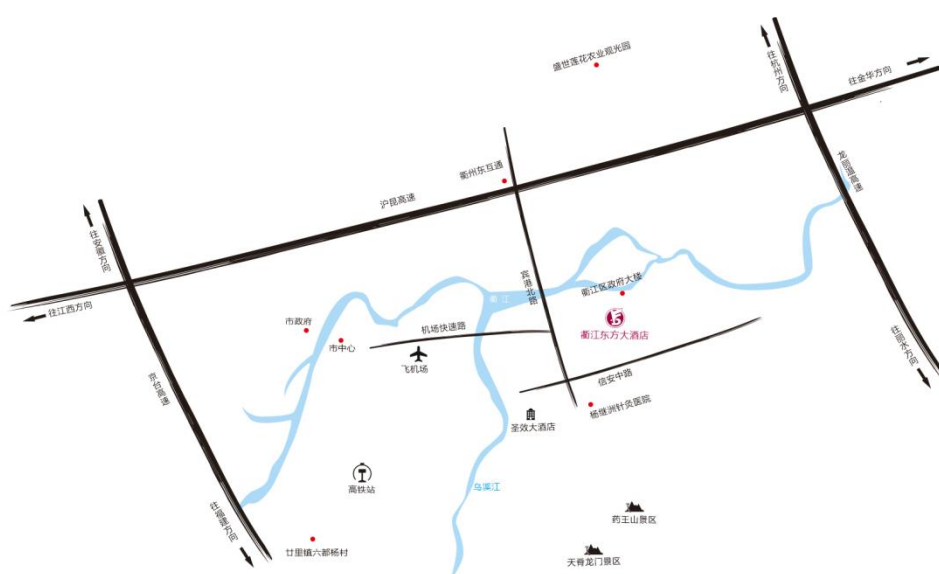 盛世莲花农业观光园
往杭州方向
往金华方向
龙丽温高速
衢州东互通
沪昆高速
往安徽方向
往江西方向
宾港北路
衢江
衢江区政府大楼
衢江东方大酒店
市政府
市中心
机场快速路
飞机场
往丽水方向
京台高速
信安中路
杨继洲针灸医院
圣效大酒店
高铁站
乌溪江
往福建方向
药王山景区
廿里镇六都杨村
天脊龙门景区